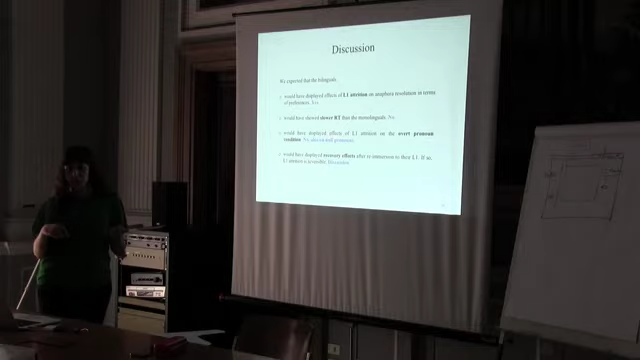 Discussion
We expected that the trilinguals:
would have displayed effects of L1 attrition on anaphora resolution in terms
of preferences. Yes
would have showed slower RT than the monolinguals. No
would have displayed effects of L1 attrition on the overt pronoun
condition
would have displayed recovery effects after re-immersion to their L1. If so,
L1 attrition is reversible. Discussion